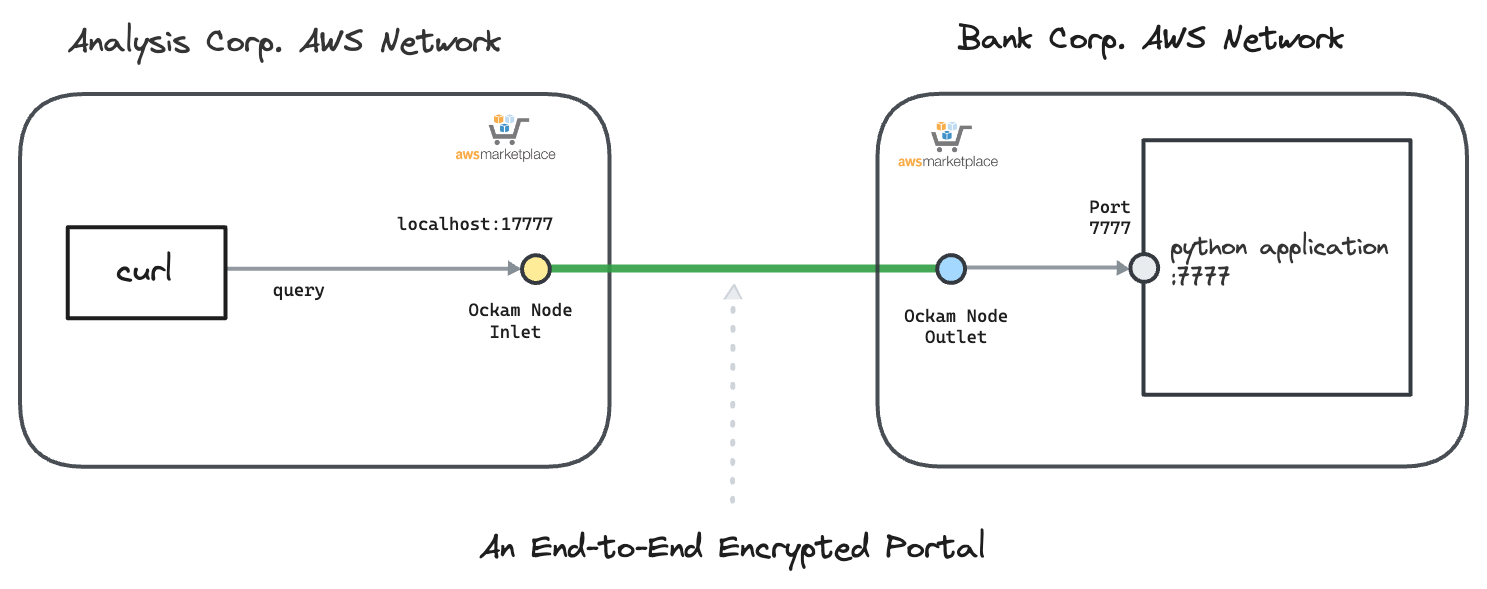 Analysis Corp. AWS Network
Bank Corp. AWS Network
awsmarketplace
awsmarketplace
localhost:17777
Port
7777
curl
query
Ockam Node
Inlet
Ockam Node
Outlet
python application
:7777
An End-to-End Encrypted Portal